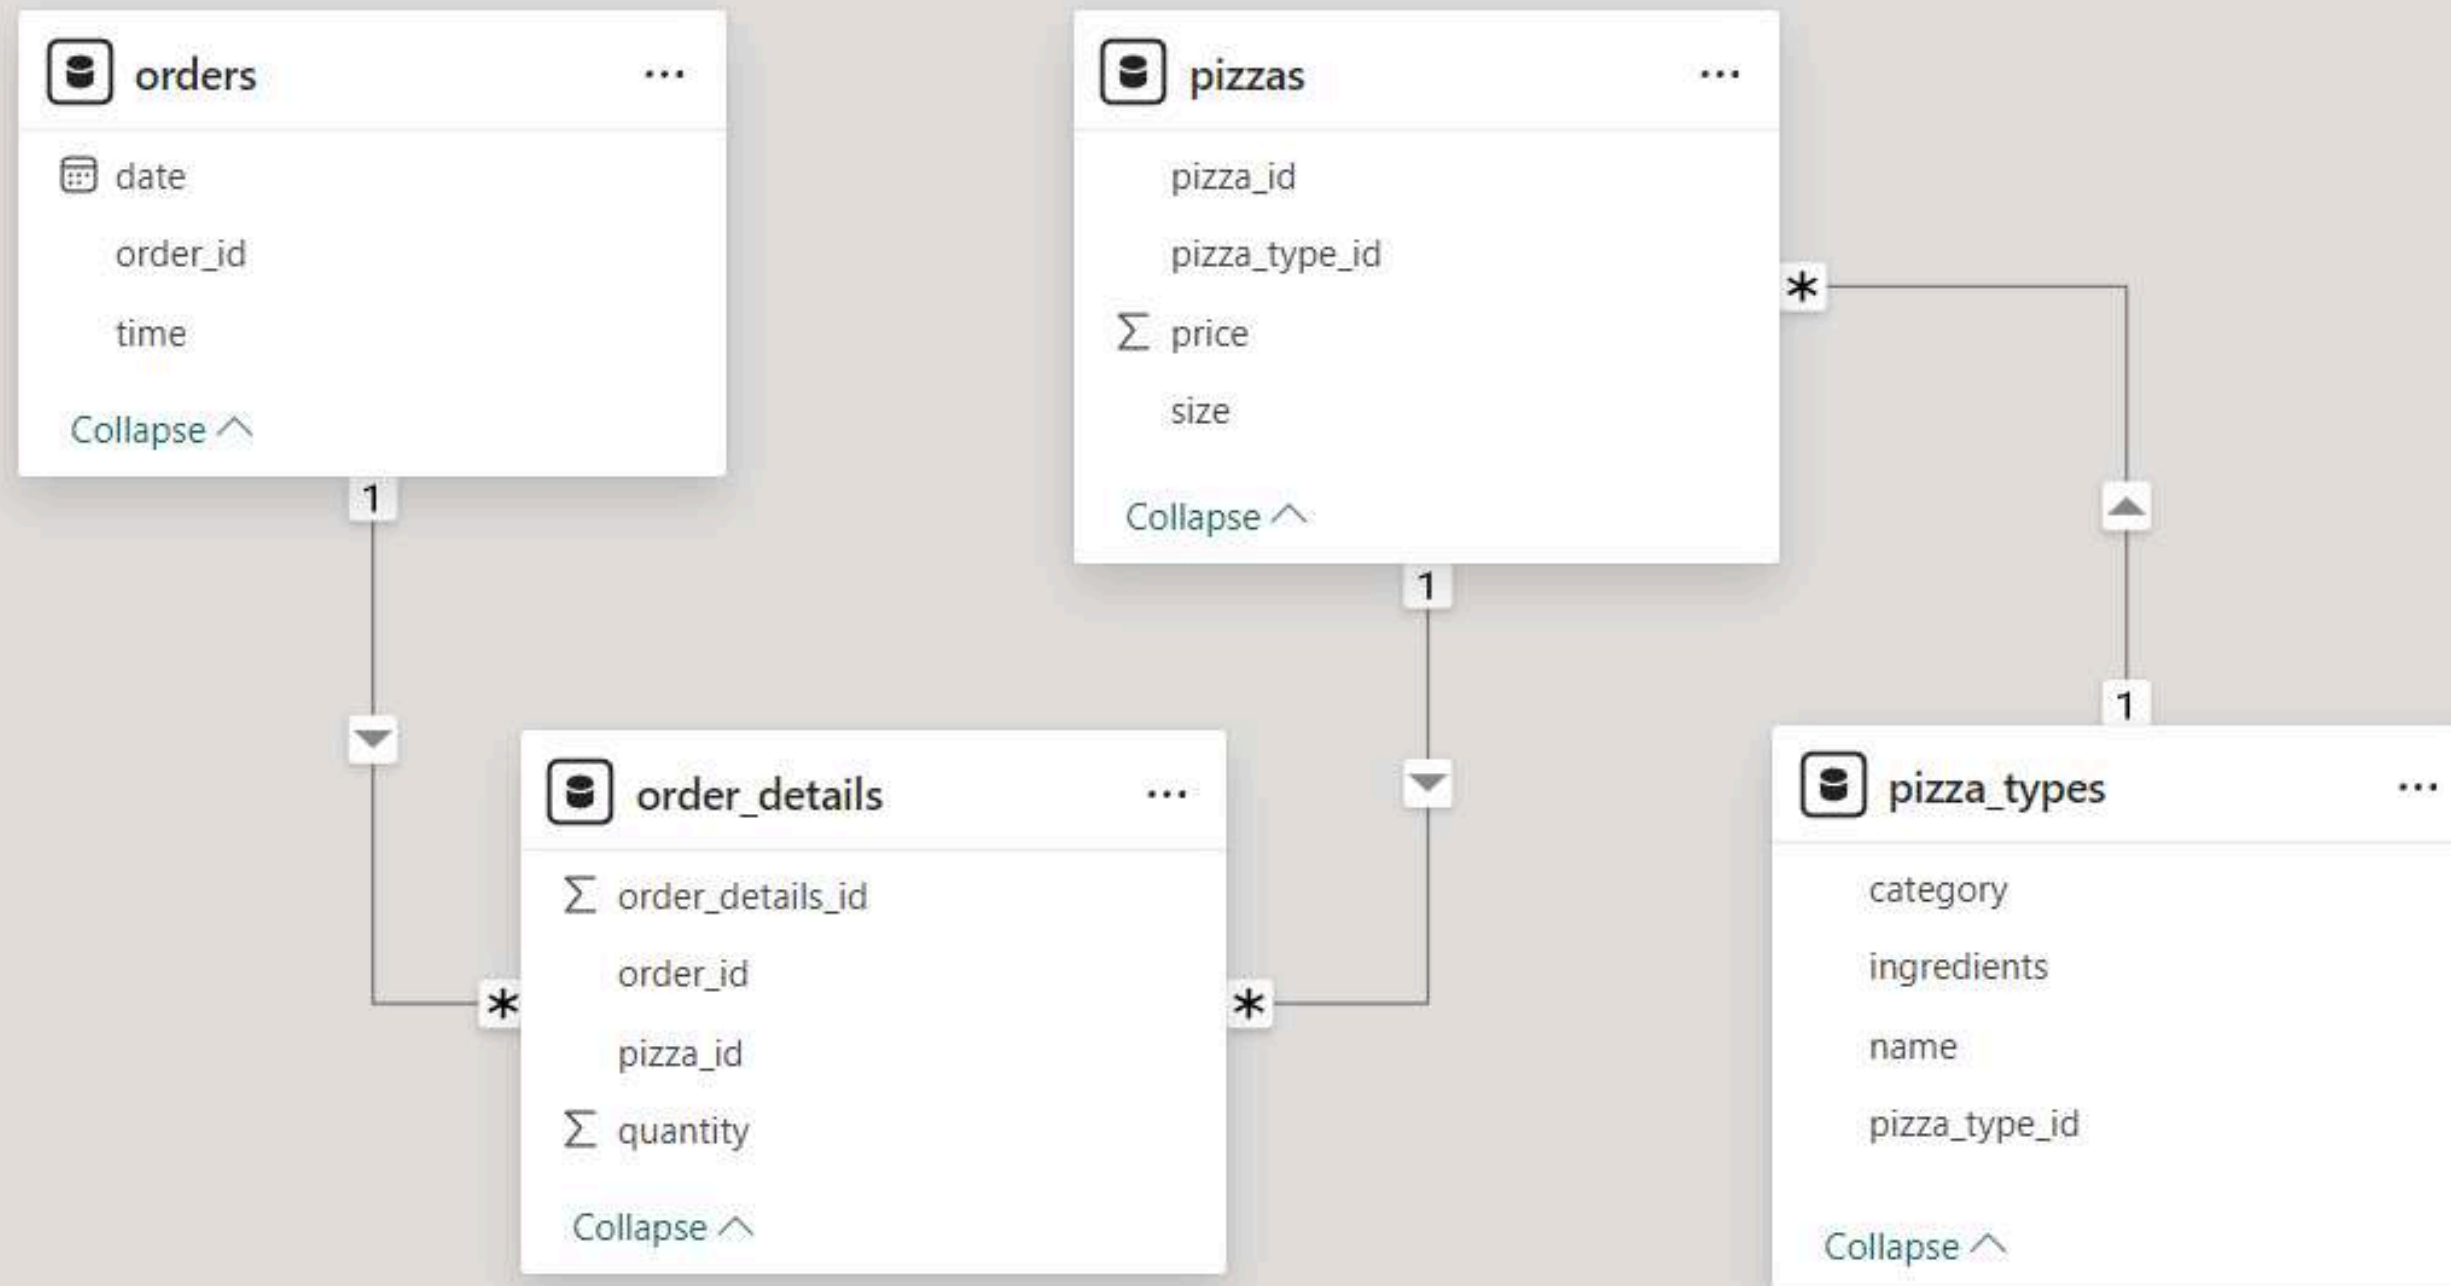 orders
...
date
order_id
time
Collapse
1
*
pizzas
...
pizza_id
pizza_type_id
Σ price
size
Collapse
*
1
1
*
order_details
...
Σ order_details_id
order_id
pizza_id
Σ quantity
Collapse
pizza_types
...
category
ingredients
name
pizza_type_id
Collapse